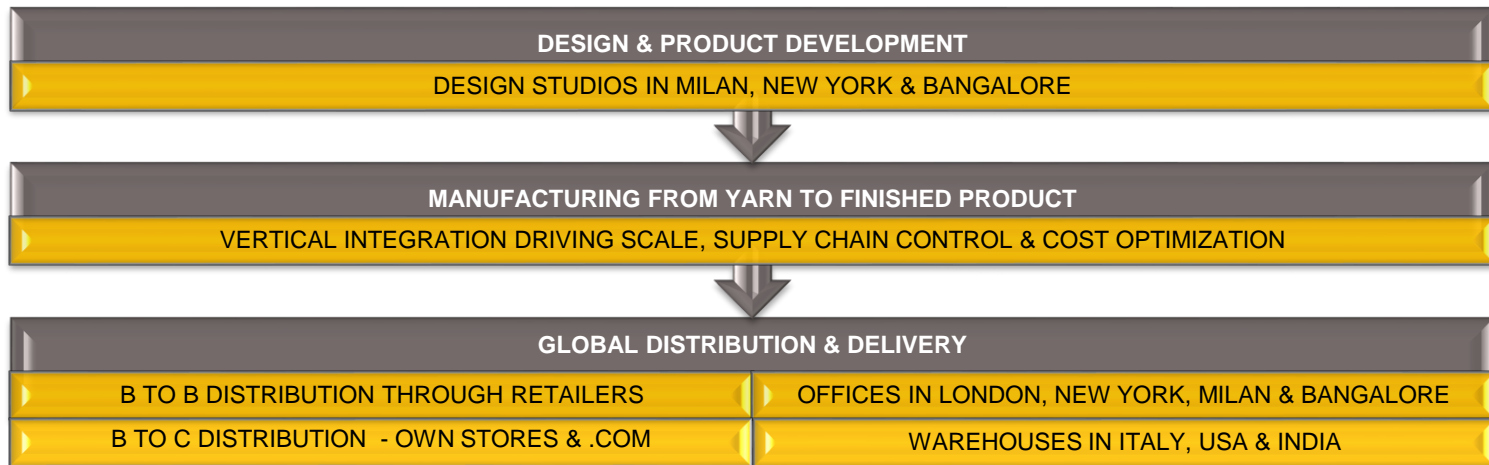 DESIGN & PRODUCT DEVELOPMENT
DESIGN STUDIOS IN MILAN, NEW YORK & BANGALORE
MANUFACTURING FROM YARN TO FINISHED PRODUCT
VERTICAL INTEGRATION DRIVING SCALE, SUPPLY CHAIN CONTROL & COST OPTIMIZATION
GLOBAL DISTRIBUTION & DELIVERY
B TO B DISTRIBUTION THROUGH RETAILERS
OFFICES IN LONDON, NEW YORK, MILAN & BANGALORE
B TO C DISTRIBUTION - OWN STORES & .COM
WAREHOUSES IN ITALY, USA & INDIA